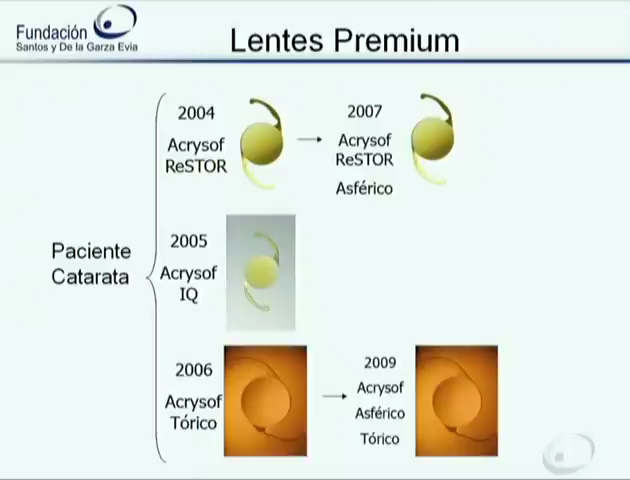 Fundación
Santos y De la Garza Evia
Lentes Premium
Paciente
Catarata
2004
Acrysof
ReSTOR
2007
Acrysof
ReSTOR
Asférico
2005
Acrysof
IQ
2006
Acrysof
Tórico
2009
Acrysof
Asférico
Tórico